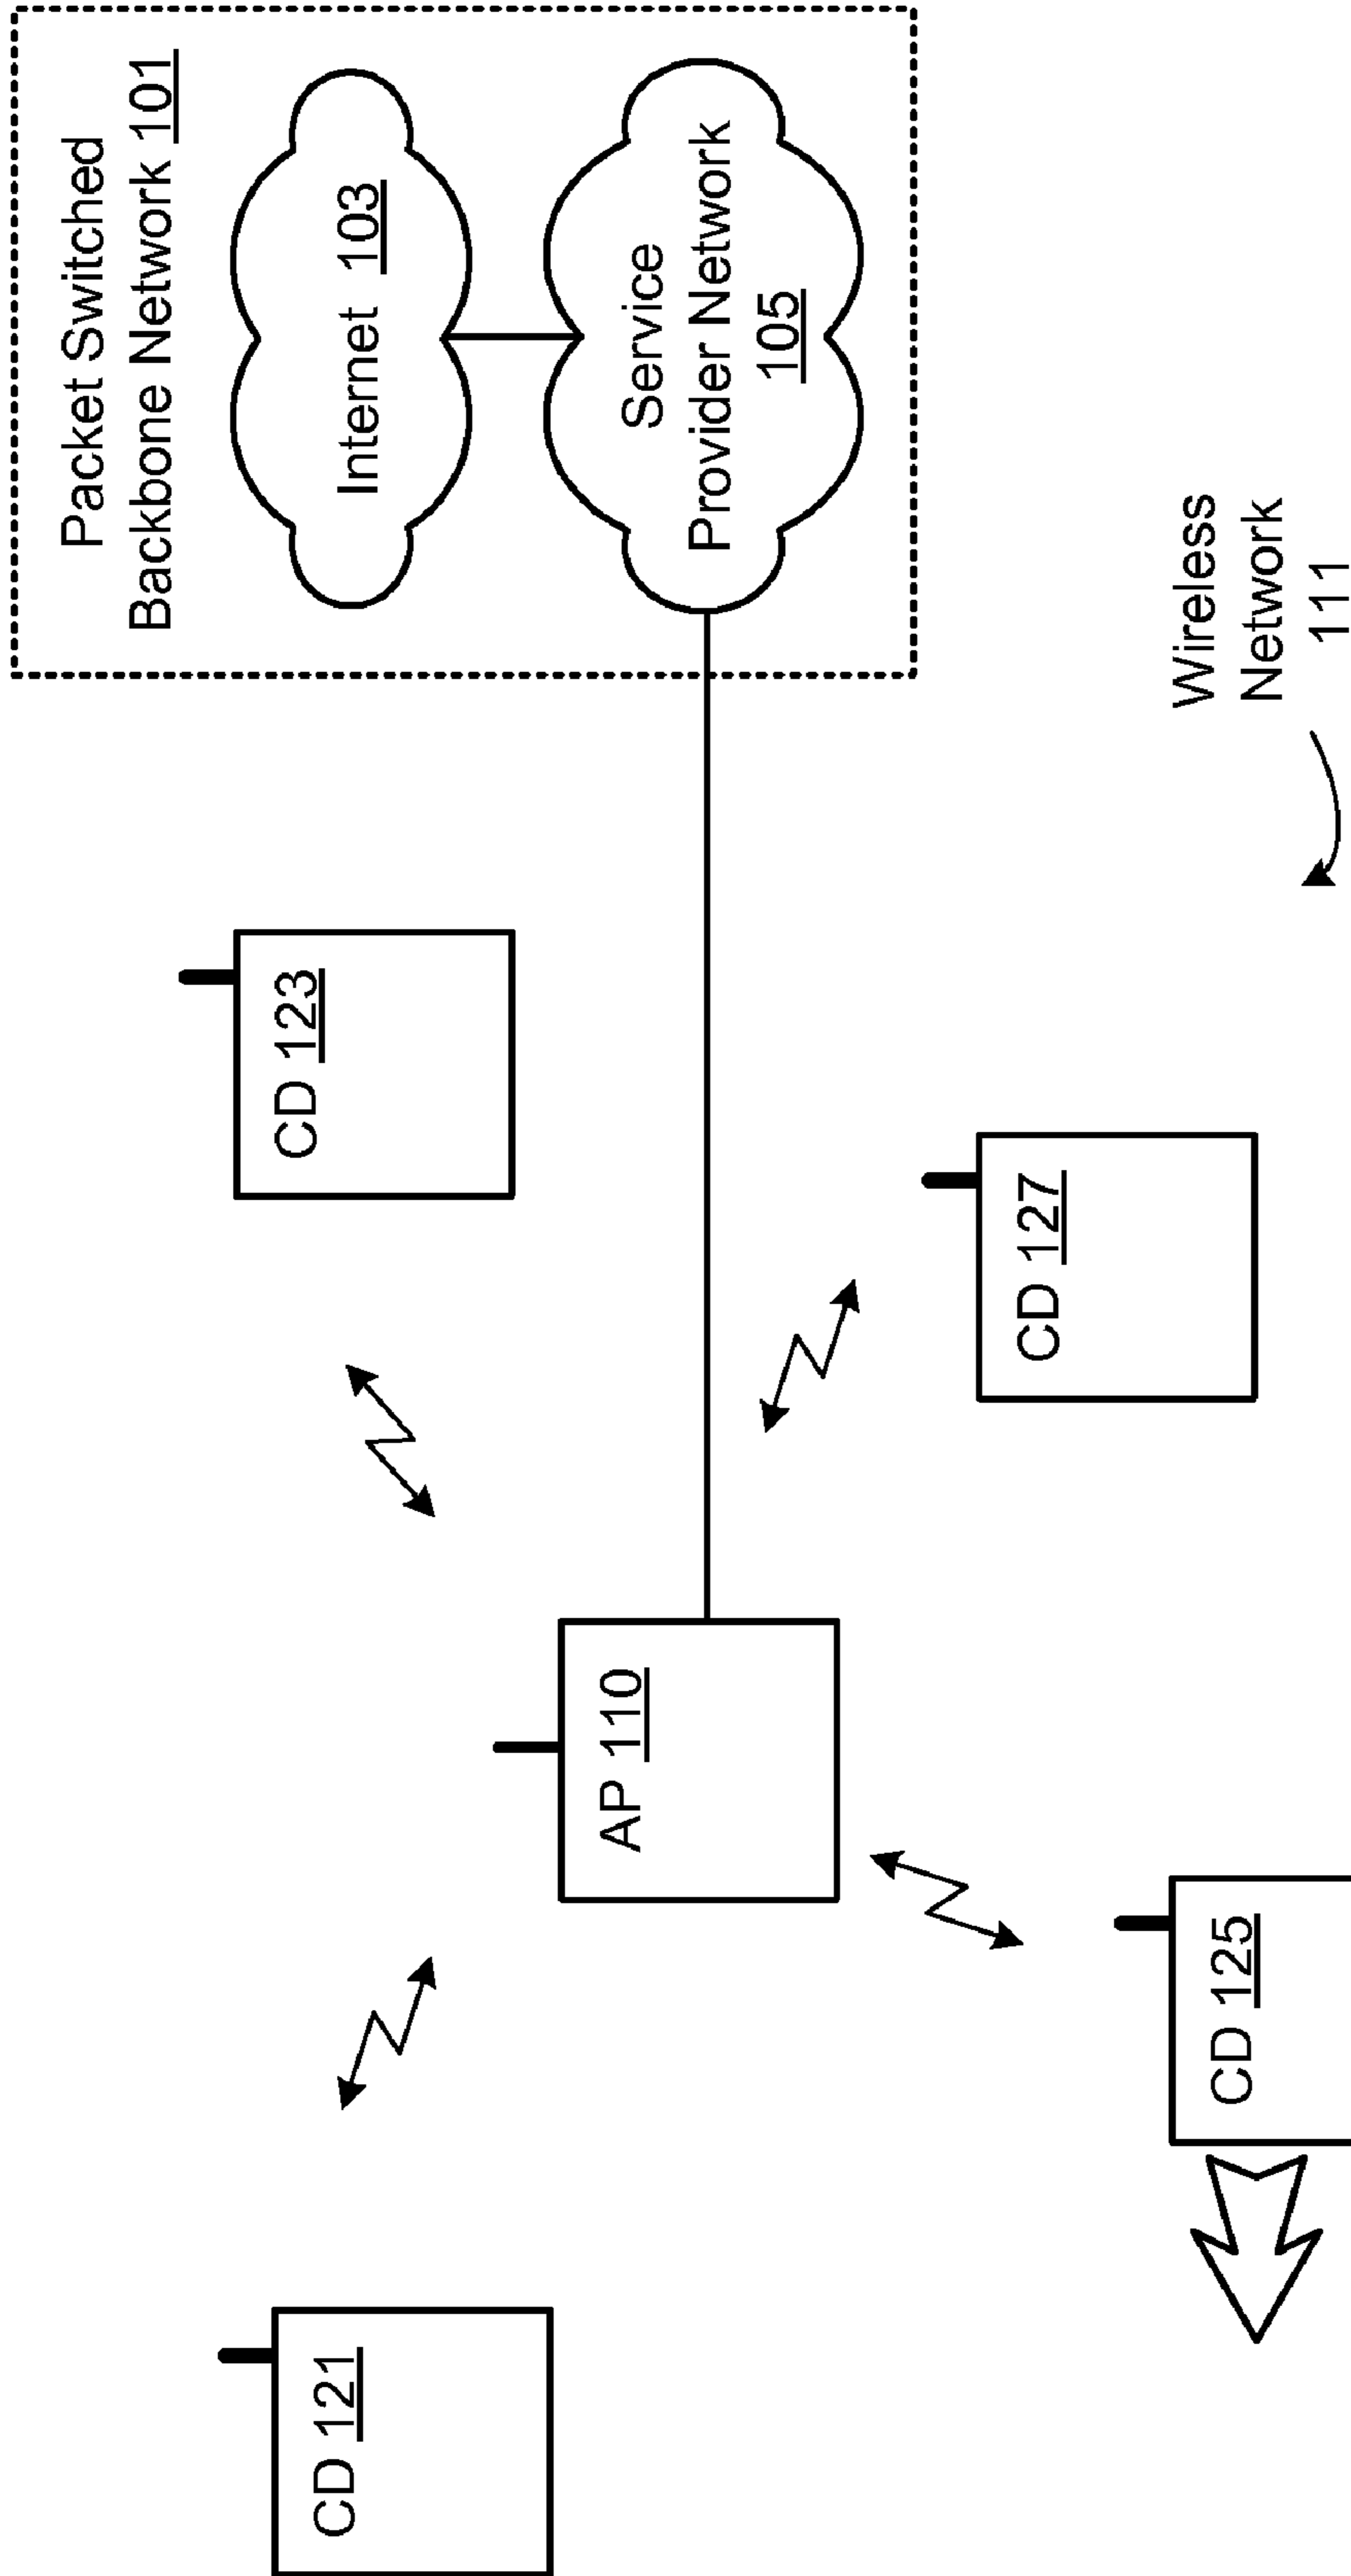 Packet Switched
Backbone Network 101
Internet 103
Service
Provider Network
105
CD 123
CD 121
AP 110
CD 127
CD 125
Wireless
Network
111